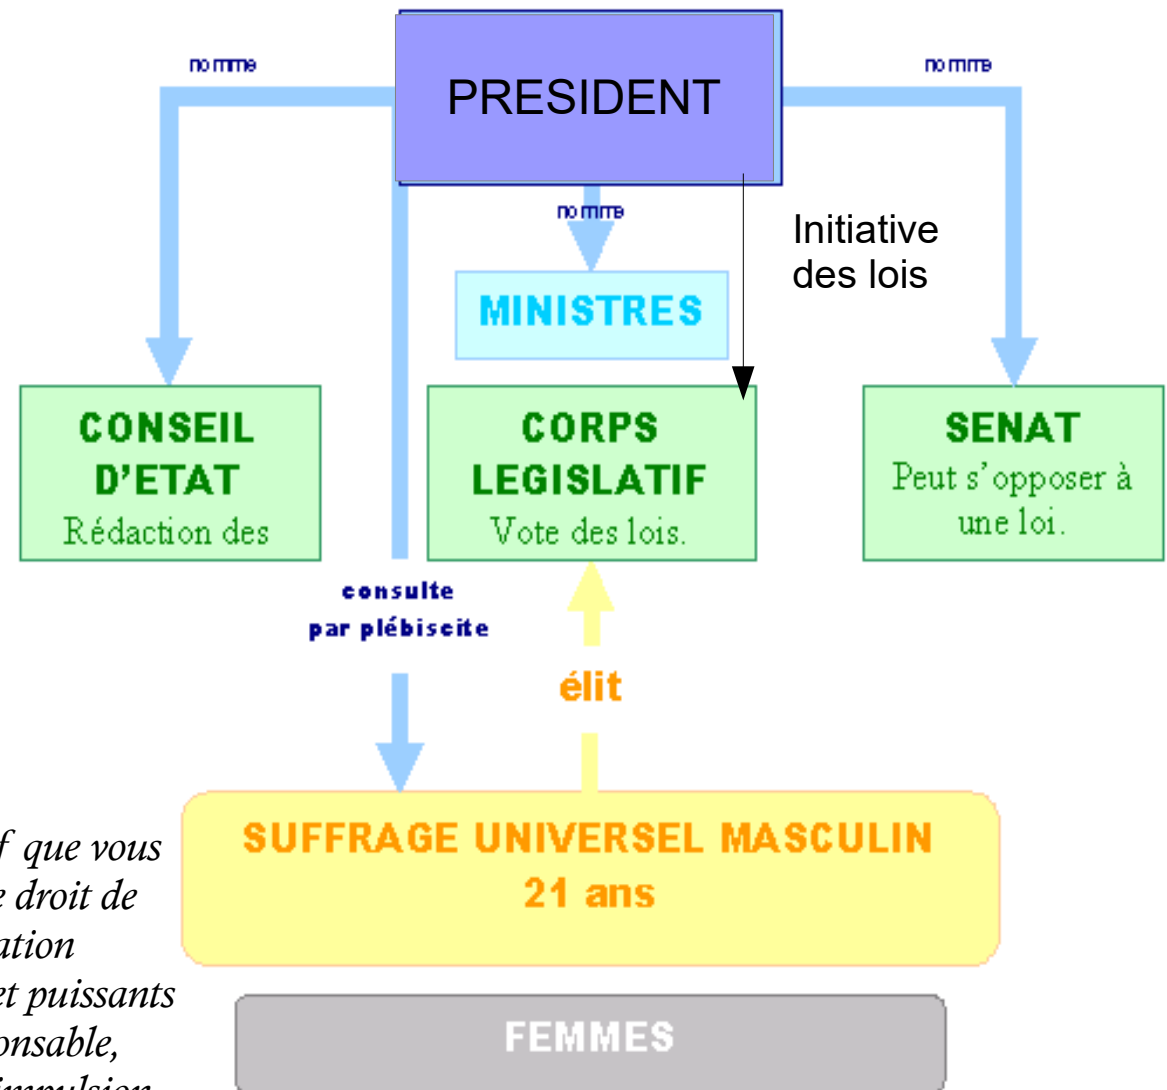 nomme
nomme
PRESIDENT
nomme
Initiative
des lois
MINISTRES
CONSEIL
D'ETAT
Rédaction des
CORPS
LEGISLATIF
Vote des lois.
SENAT
Peut s'opposer à
une loi.
consulte
par plébiscite
élit
SUFFRAGE UNIVERSEL MASCULIN
21 ans
f que vous
e droit de
ation
et puissants
onsable,
impulsion
FEMMES